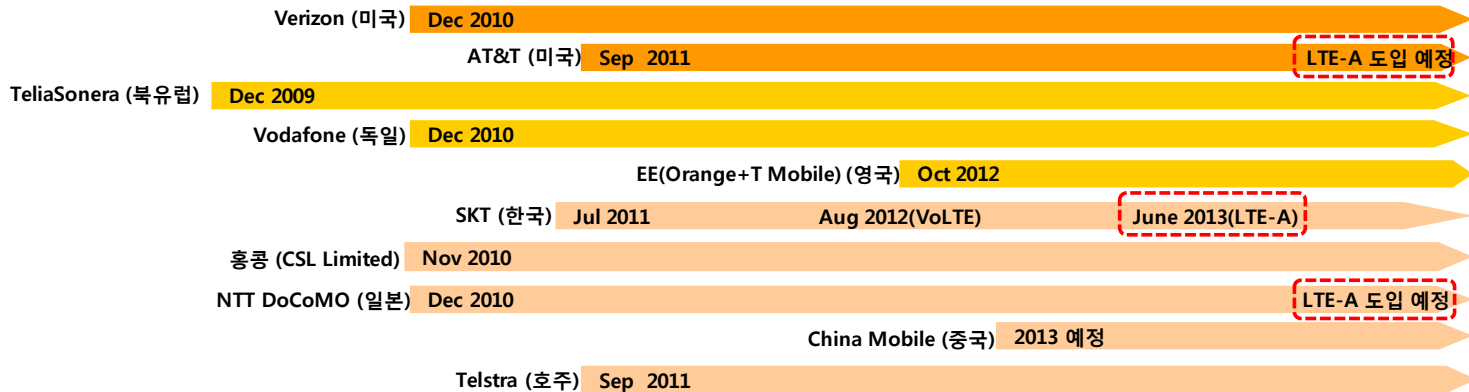 Verizon (미국) Dec 2010
AT&T (미국) Sep 2011 LTE-A 도입 예정
TeliaSonera (북유럽) Dec 2009
Vodafone (독일) Dec 2010
EE(Orange+T Mobile) (영국) Oct 2012
SKT (한국) Jul 2011 Aug 2012(VoLTE) June 2013(LTE-A)
홍콩 (CSL Limited) Nov 2010
NTT DoCoMO (일본) Dec 2010 LTE-A 도입 예정
China Mobile (중국) 2013 예정
Telstra (호주) Sep 2011